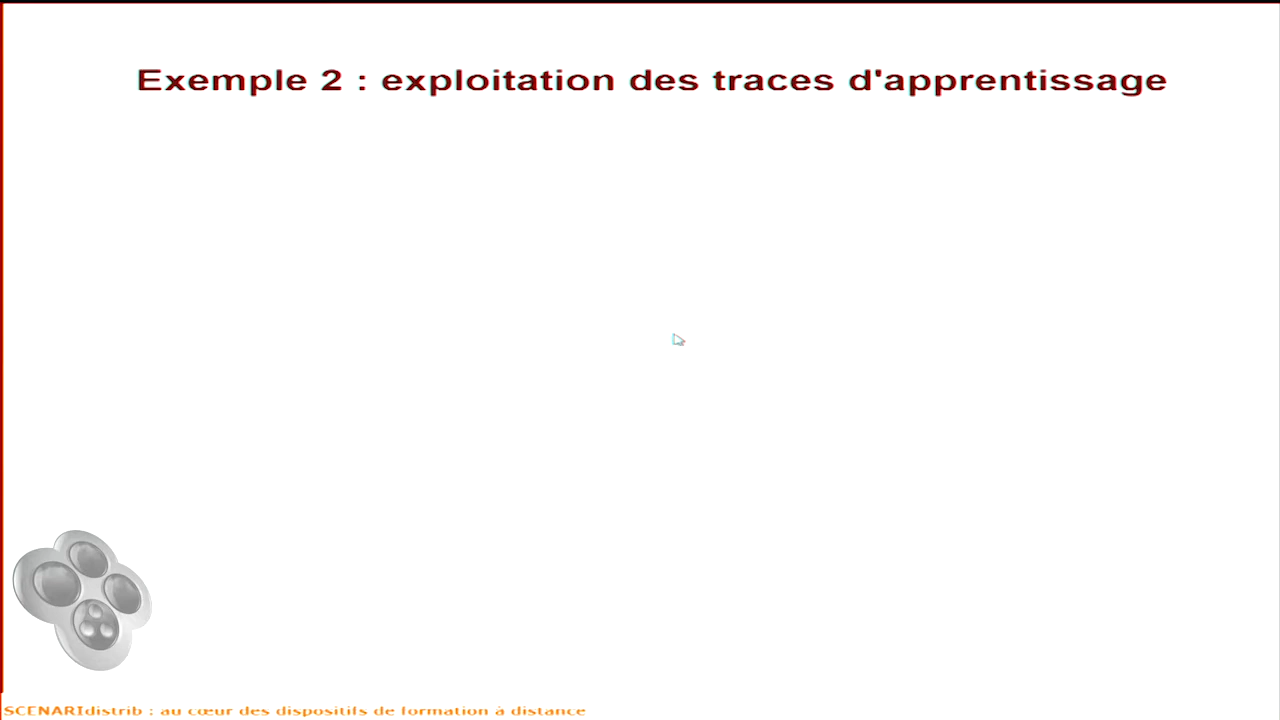 Exemple 2 : exploitation des traces d'apprentissage
SCENARIdistrib : au cœur des dispositifs de formation à distance